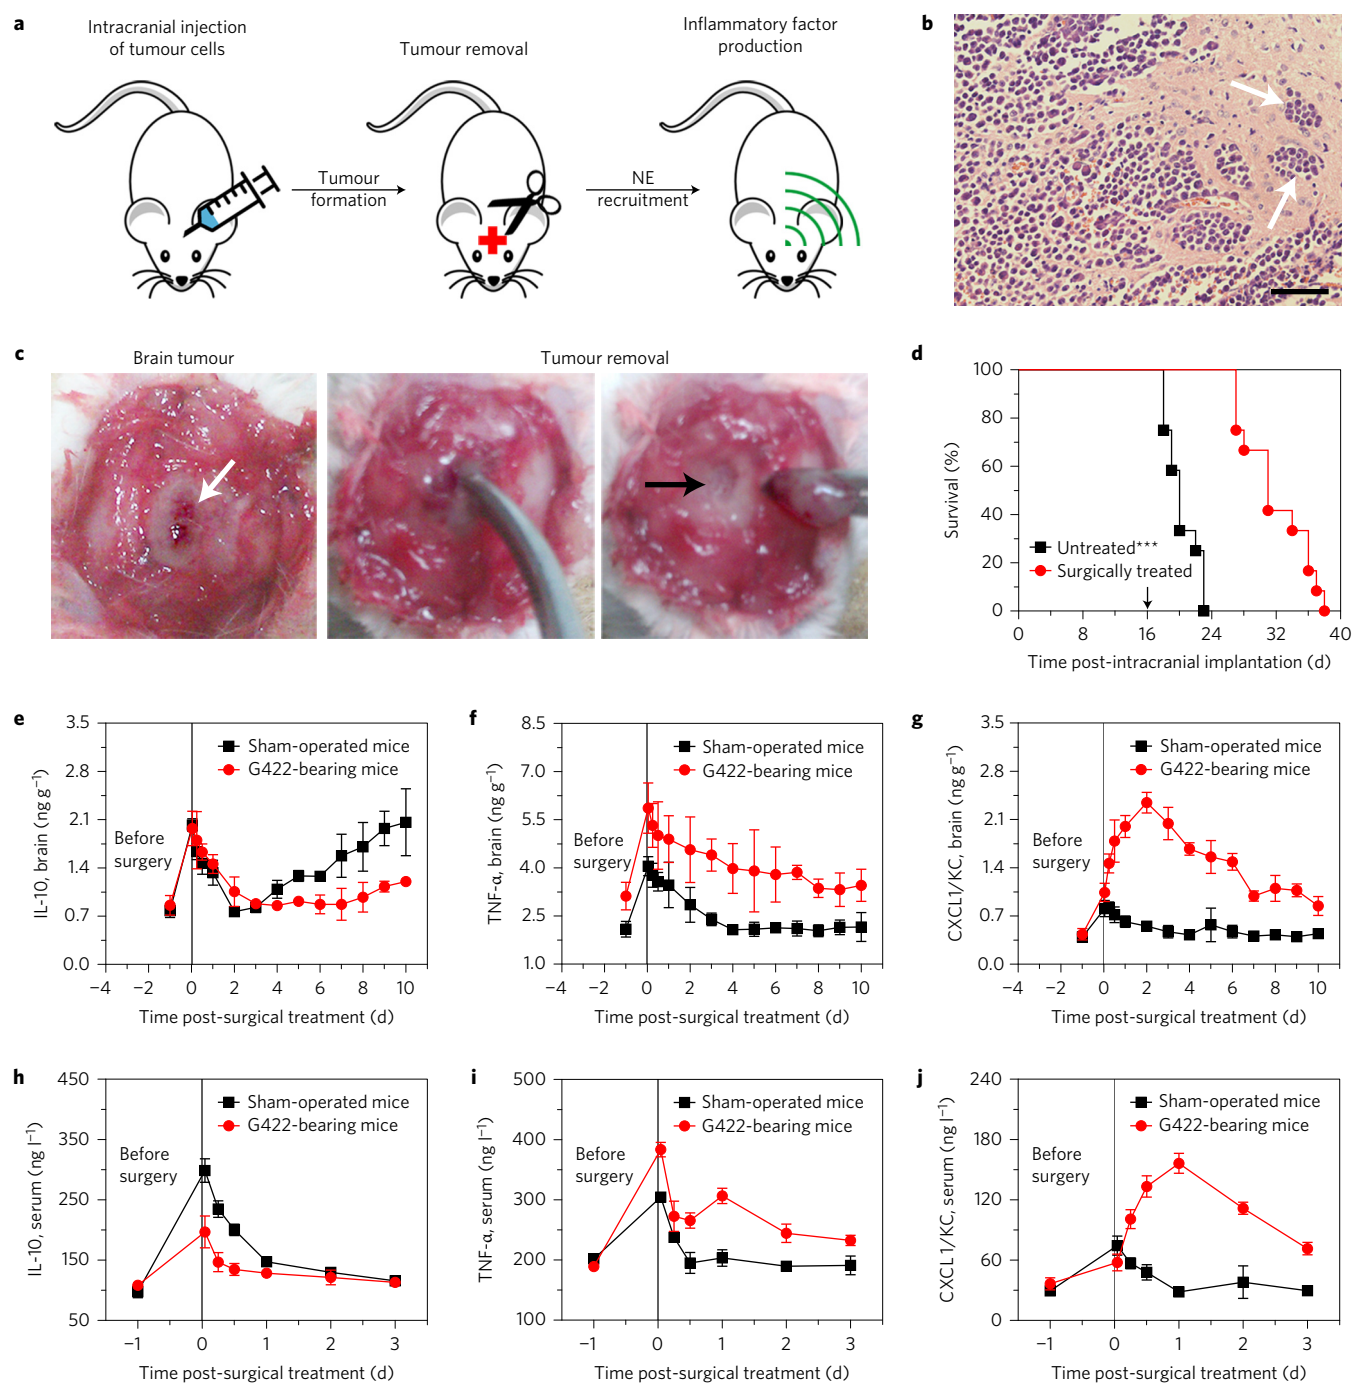 a
Intracranial injection
of tumour cells
Tumour removal
Inflammatory factor
production
Tumour
formation
NE
recruitment
b
c
Brain tumour
Tumour removal
d
100
80
60
40
20
0
Survival (%)
Untreated***
Surgically treated
0 8 16 24 32 40
Time post-intracranial implantation (d)
e
3.5
2.8
2.1
1.4
0.7
0.0
IL-10, brain (ng g⁻¹)
Before
surgery
Sham-operated mice
G422-bearing mice
−4 −2 0 2 4 6 8 10
Time post-surgical treatment (d)
f
8.5
7.0
5.5
4.0
2.5
1.0
TNF-α, brain (ng g⁻¹)
Before
surgery
Sham-operated mice
G422-bearing mice
−4 −2 0 2 4 6 8 10
Time post-surgical treatment (d)
g
3.5
2.8
2.1
1.4
0.7
0.0
CXCL1/KC, brain (ng g⁻¹)
Before
surgery
Sham-operated mice
G422-bearing mice
−4 −2 0 2 4 6 8 10
Time post-surgical treatment (d)
h
450
350
250
150
50
IL-10, serum (ng l⁻¹)
Before
surgery
Sham-operated mice
G422-bearing mice
−1 0 1 2 3
Time post-surgical treatment (d)
i
500
400
300
200
100
TNF-α, serum (ng l⁻¹)
Before
surgery
Sham-operated mice
G422-bearing mice
−1 0 1 2 3
Time post-surgical treatment (d)
j
240
180
120
60
0
CXCL1/KC, serum (ng l⁻¹)
Before
surgery
Sham-operated mice
G422-bearing mice
−1 0 1 2 3
Time post-surgical treatment (d)